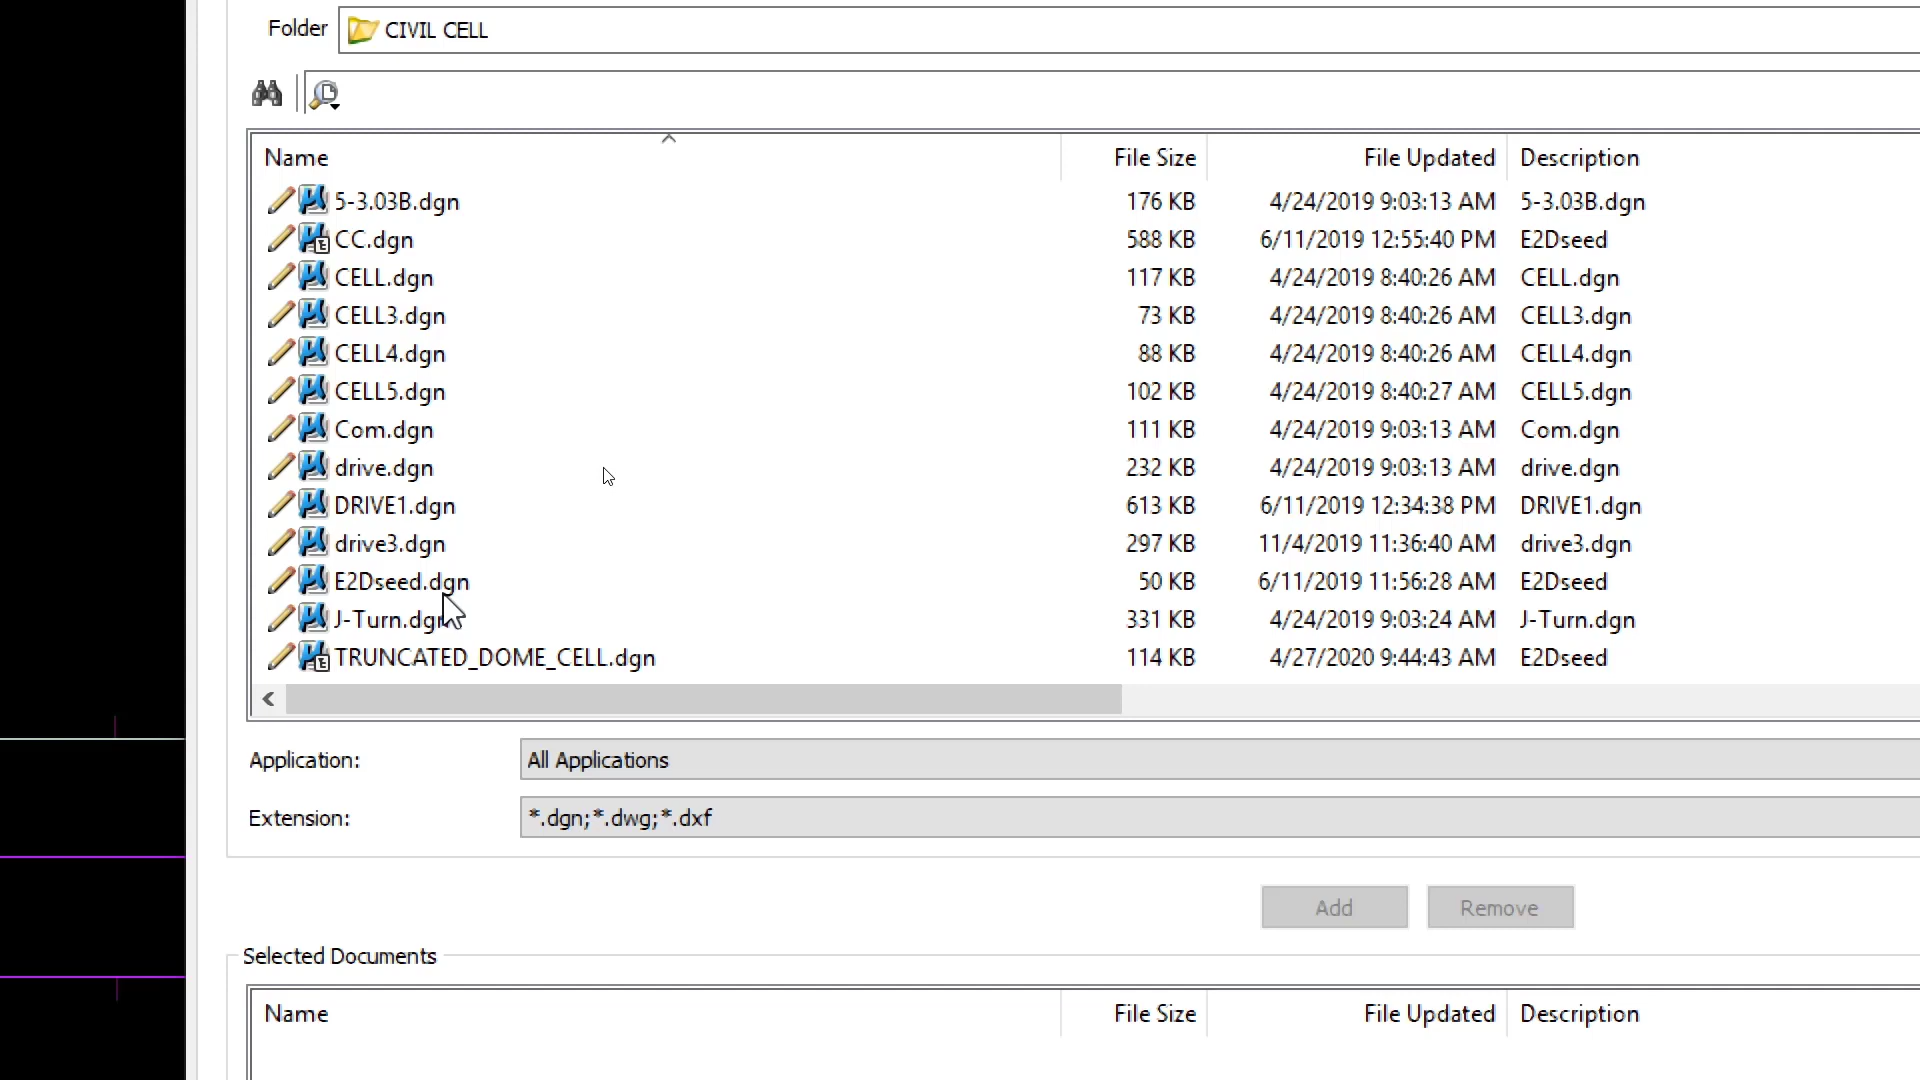 Folder CIVIL CELL
Name File Size File Updated Description
5-3.03B.dgn 176 KB 4/24/2019 9:03:13 AM 5-3.03B.dgn
CC.dgn 588 KB 6/11/2019 12:55:40 PM E2Dseed
CELL.dgn 117 KB 4/24/2019 8:40:26 AM CELL.dgn
CELL3.dgn 73 KB 4/24/2019 8:40:26 AM CELL3.dgn
CELL4.dgn 88 KB 4/24/2019 8:40:26 AM CELL4.dgn
CELL5.dgn 102 KB 4/24/2019 8:40:27 AM CELL5.dgn
Com.dgn 111 KB 4/24/2019 9:03:13 AM Com.dgn
drive.dgn 232 KB 4/24/2019 9:03:13 AM drive.dgn
DRIVE1.dgn 613 KB 6/11/2019 12:34:38 PM DRIVE1.dgn
drive3.dgn 297 KB 11/4/2019 11:36:40 AM drive3.dgn
E2Dseed.dgn 50 KB 6/11/2019 11:56:28 AM E2Dseed
J-Turn.dgn 331 KB 4/24/2019 9:03:24 AM J-Turn.dgn
TRUNCATED_DOME_CELL.dgn 114 KB 4/27/2020 9:44:43 AM E2Dseed
Application: All Applications
Extension: *.dgn;*.dwg;*.dxf
Add Remove
Selected Documents
Name File Size File Updated Description